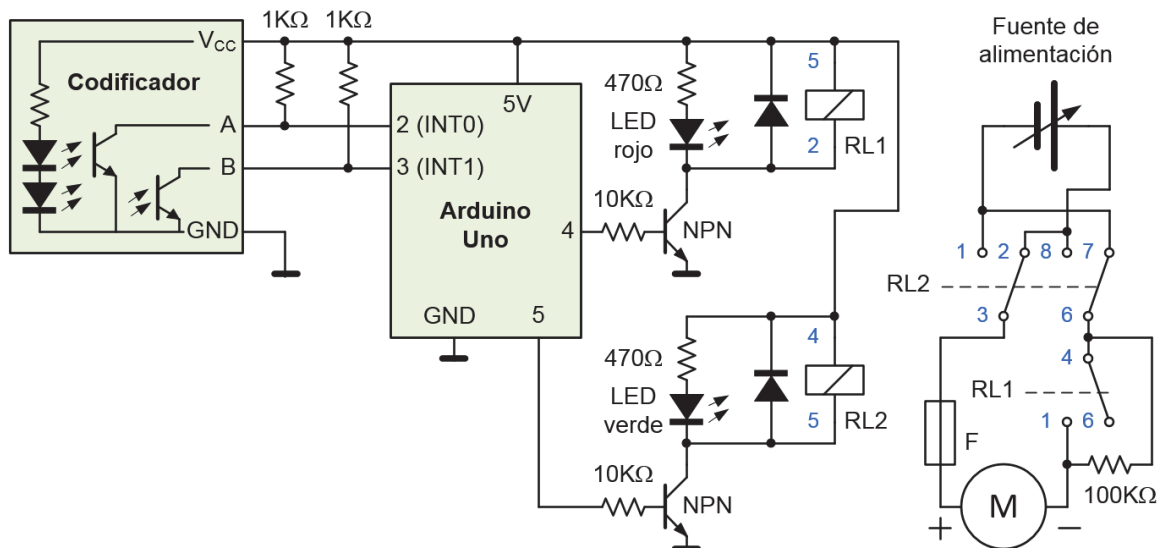 1KΩ 1KΩ
VCC
Codificador
A
B
GND
5V
2 (INT0)
3 (INT1)
Arduino
Uno
4
GND
5
470Ω
LED
rojo
5
2
RL1
10KΩ
NPN
470Ω
LED
verde
4
5
RL2
10KΩ
NPN
Fuente de
alimentación
1 2 8 7
RL2
3 6
4
RL1
1 6
F
100KΩ
M
+ −